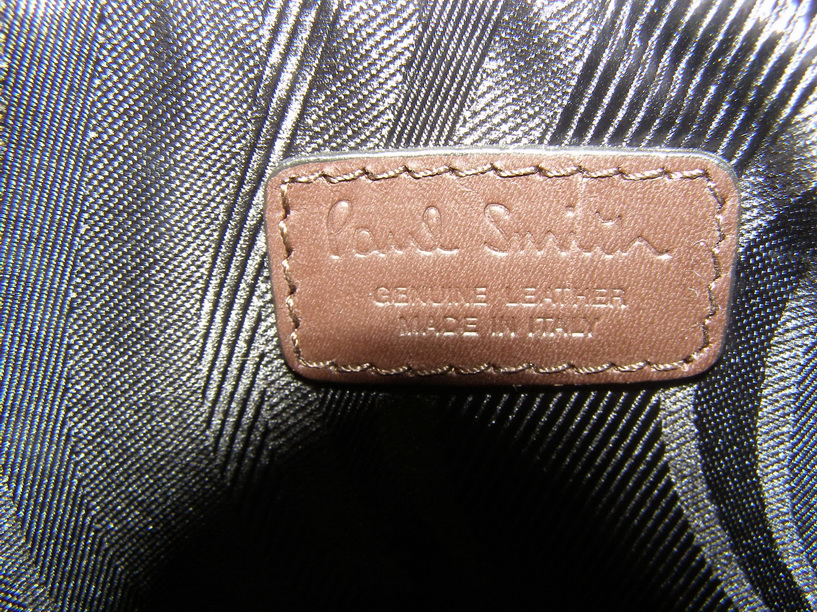 Paul Smith
GENUINE LEATHER
MADE IN ITALY